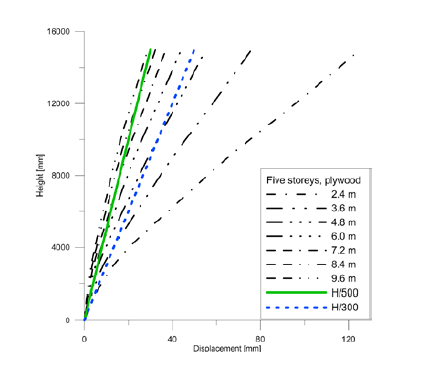 16000
12000
8000
4000
0
Height [mm]
0 40 80 120
Displacement [mm]
Five storeys, plywood
2.4 m
3.6 m
4.8 m
6.0 m
7.2 m
8.4 m
9.6 m
H/500
H/300